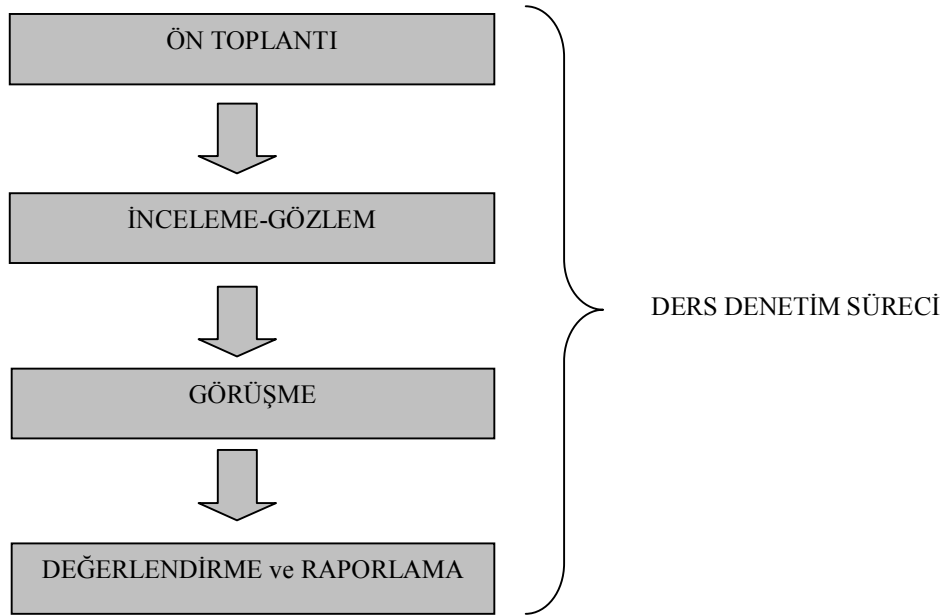 ÖN TOPLANTI
İNCELEME-GÖZLEM
DERS DENETİM SÜRECİ
GÖRÜŞME
DEĞERLENDİRME ve RAPORLAMA